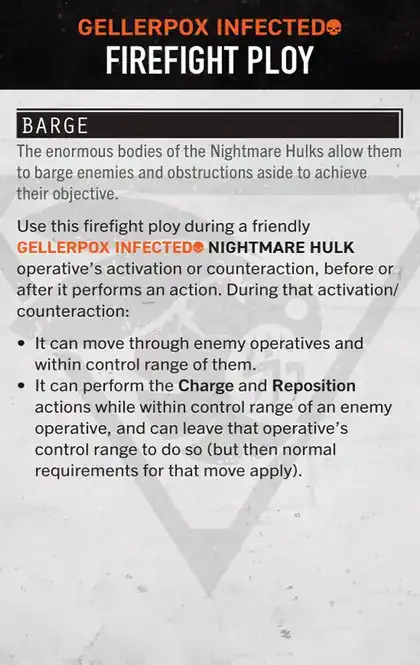 GELLERPOX INFECTED
FIREFIGHT PLOY
BARGE
The enormous bodies of the Nightmare Hulks allow them
to barge enemies and obstructions aside to achieve
their objective.
Use this firefight ploy during a friendly
GELLERPOX INFECTED NIGHTMARE HULK
operative’s activation or counteraction, before or
after it performs an action. During that activation/
counteraction:
• It can move through enemy operatives and
within control range of them.
• It can perform the Charge and Reposition
actions while within control range of an enemy
operative, and can leave that operative’s
control range to do so (but then normal
requirements for that move apply).